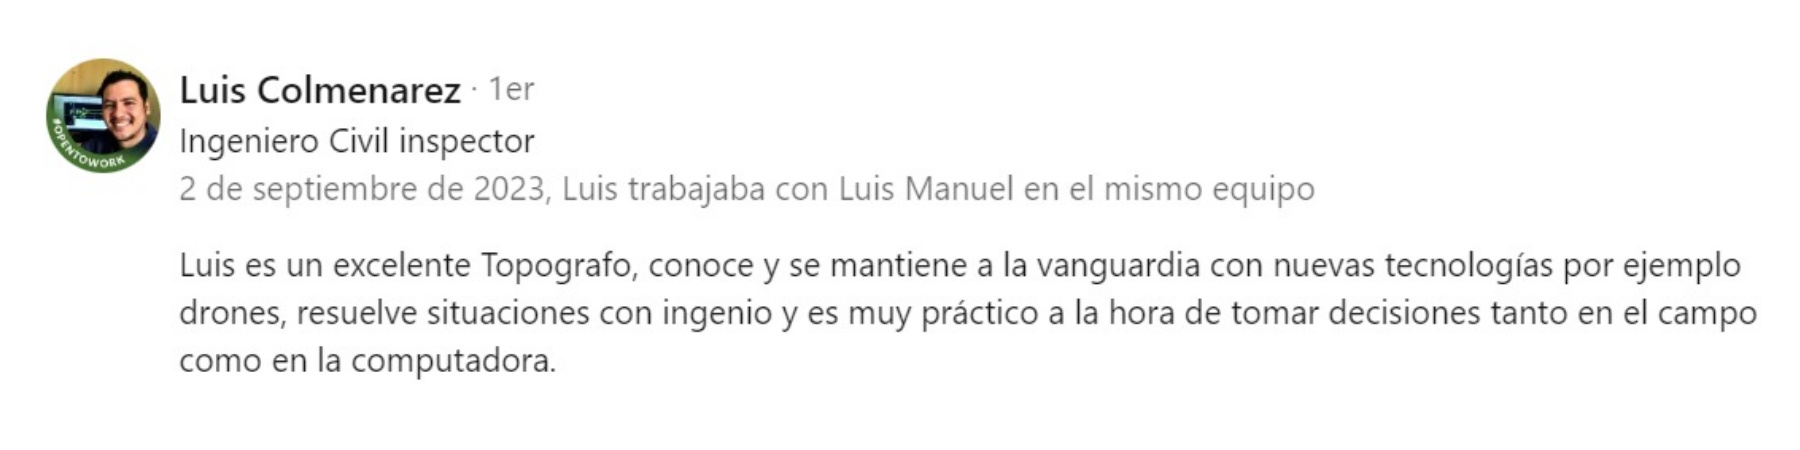 Luis Colmenarez · 1er
#OPENTOWORK
Ingeniero Civil inspector
2 de septiembre de 2023, Luis trabajaba con Luis Manuel en el mismo equipo
Luis es un excelente Topografo, conoce y se mantiene a la vanguardia con nuevas tecnologías por ejemplo
drones, resuelve situaciones con ingenio y es muy práctico a la hora de tomar decisiones tanto en el campo
como en la computadora.